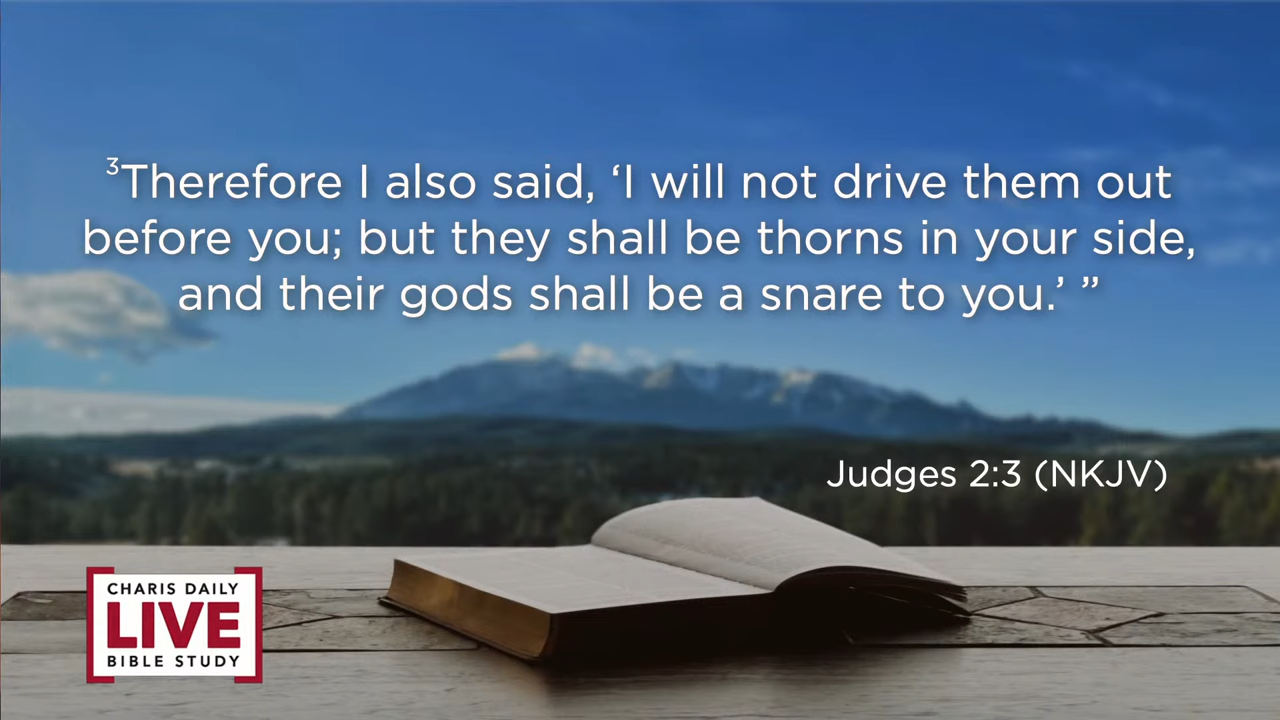 ³Therefore I also said, ‘I will not drive them out
before you; but they shall be thorns in your side,
and their gods shall be a snare to you.’ ”
Judges 2:3 (NKJV)
CHARIS DAILY
LIVE
BIBLE STUDY